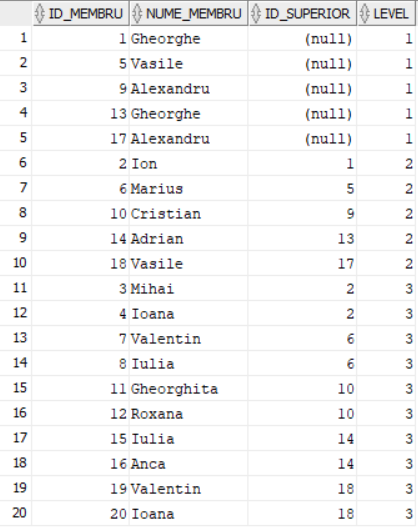 ID_MEMBRU NUME_MEMBRU ID_SUPERIOR LEVEL
1 1 Gheorghe (null) 1
2 5 Vasile (null) 1
3 9 Alexandru (null) 1
4 13 Gheorghe (null) 1
5 17 Alexandru (null) 1
6 2 Ion 1 2
7 6 Marius 5 2
8 10 Cristian 9 2
9 14 Adrian 13 2
10 18 Vasile 17 2
11 3 Mihai 2 3
12 4 Ioana 2 3
13 7 Valentin 6 3
14 8 Iulia 6 3
15 11 Gheorghita 10 3
16 12 Roxana 10 3
17 15 Iulia 14 3
18 16 Anca 14 3
19 19 Valentin 18 3
20 20 Ioana 18 3